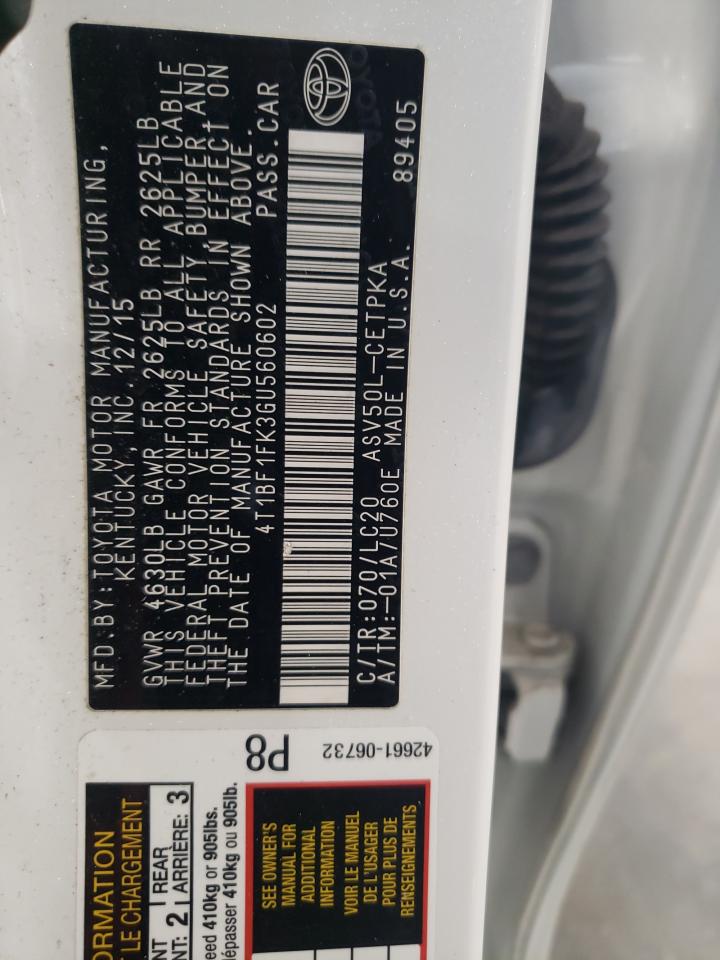 MFD.BY:TOYOTA MOTOR MANUFACTURING,
KENTUCKY, INC 12/15
GVWR 4630LB GAWR FR 2625LB RR 2625LB
THIS VEHICLE CONFORMS TO ALL APPLICABLE
FEDERAL MOTOR VEHICLE SAFETY,BUMPER,AND
THEFT PREVENTION STANDARDS IN EFFECT ON
THE DATE OF MANUFACTURE SHOWN ABOVE.
4T1BF1FK3GU560602 PASS.CAR
C/TR:070/LC20 ASV50L-CETPKA
A/TM:-01A/U760E MADE IN U.S.A. 89405
TOYOTA
P8
42661-06732
ORMATION
T LE CHARGEMENT
NT 2 REAR 3
NT: ARRIÈRE:
eed 410kg or 905lbs.
dépasser 410kg ou 905lb.
SEE OWNER'S
MANUAL FOR
ADDITIONAL
INFORMATION
VOIR LE MANUEL
DE L'USAGER
POUR PLUS DE
RENSEIGNEMENTS